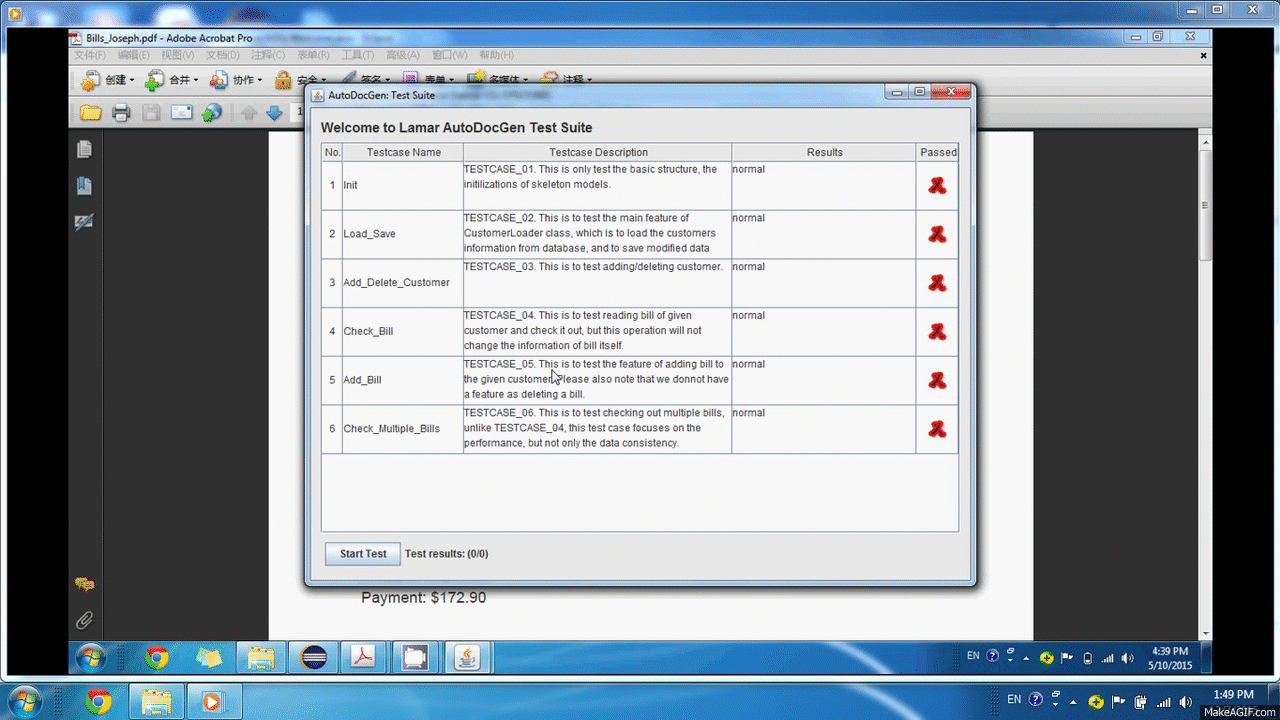 Bills_Joseph.pdf - Adobe Acrobat Pro
文件(F) 编辑(E) 视图(V) 文档(D) 注释(C) 表单(R) 工具(T) 高级(A) 窗口(W) 帮助(H)
创建 合并 协作 安全 签名 表单 多媒体 注释
AutoDocGen: Test Suite
Welcome to Lamar AutoDocGen Test Suite
No. Testcase Name Testcase Description Results Passed
1 Init TESTCASE_01. This is only test the basic structure, the normal
initilizations of skeleton models.
2 Load_Save TESTCASE_02. This is to test the main feature of normal
CustomerLoader class, which is to load the customers
information from database, and to save modified data
3 Add_Delete_Customer TESTCASE_03. This is to test adding/deleting customer. normal
4 Check_Bill TESTCASE_04. This is to test reading bill of given normal
customer and check it out, but this operation will not
change the information of bill itself.
5 Add_Bill TESTCASE_05. This is to test the feature of adding bill to normal
the given customer. Please also note that we donnot have
a feature as deleting a bill.
6 Check_Multiple_Bills TESTCASE_06. This is to test checking out multiple bills, normal
unlike TESTCASE_04, this test case focuses on the
performance, but not only the data consistency.
Start Test Test results: (0/0)
Payment: $172.90
EN 4:39 PM
5/10/2015
EN 1:49 PM
MakeAGIF.com